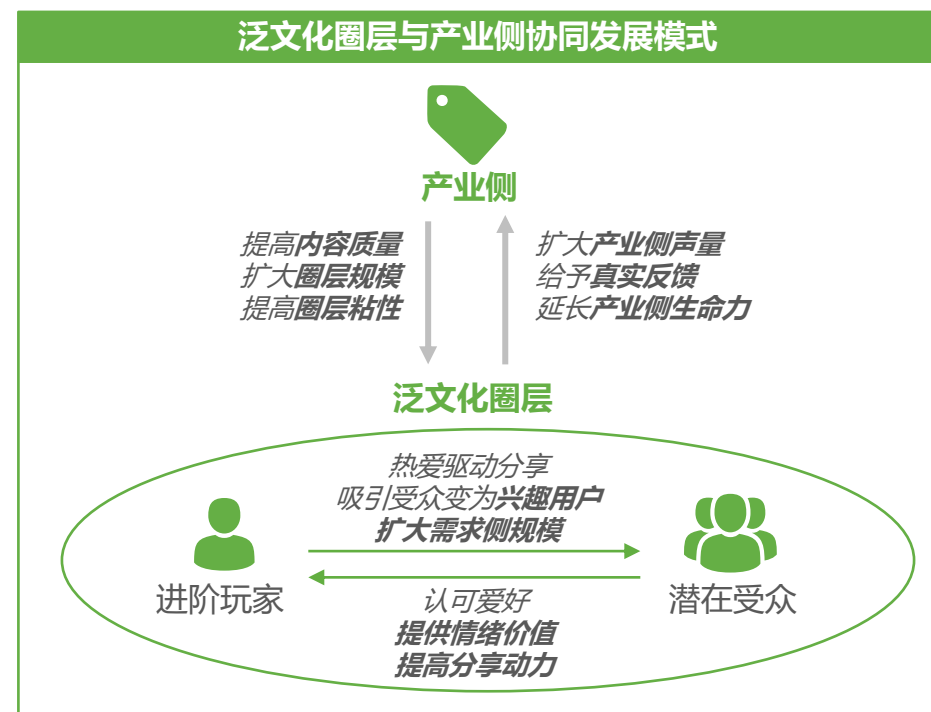 泛文化圈层与产业侧协同发展模式
产业侧
提高内容质量
扩大圈层规模
提高圈层粘性
扩大产业侧声量
给予真实反馈
延长产业侧生命力
泛文化圈层
热爱驱动分享
吸引受众变为兴趣用户
扩大需求侧规模
进阶玩家
潜在受众
认可爱好
提供情绪价值
提高分享动力